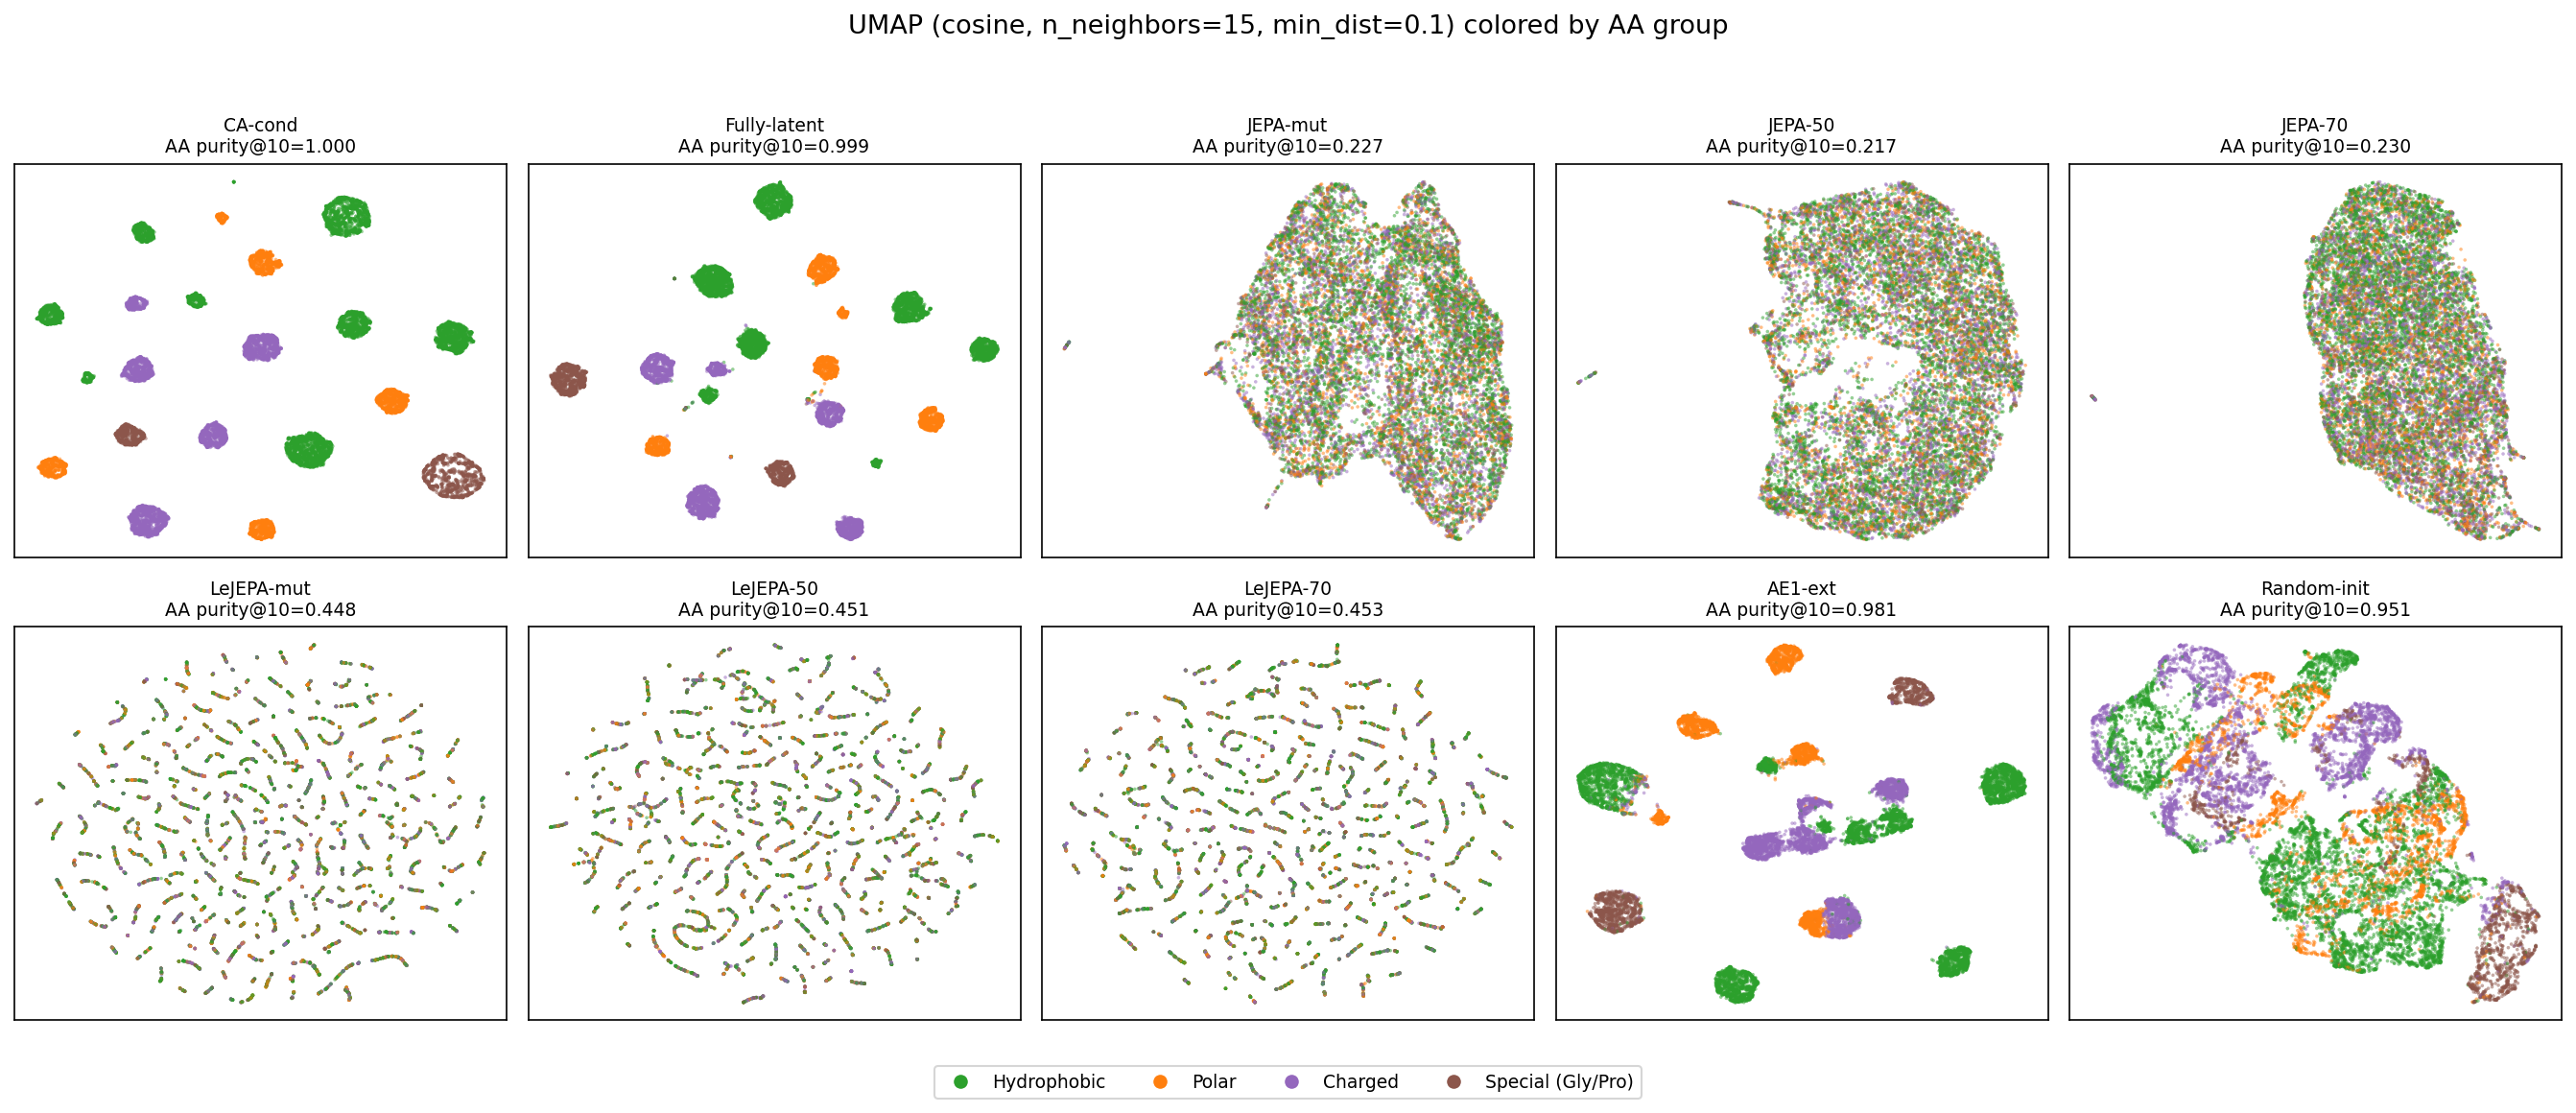 UMAP (cosine, n_neighbors=15, min_dist=0.1) colored by AA group
CA-cond
AA purity@10=1.000
Fully-latent
AA purity@10=0.999
JEPA-mut
AA purity@10=0.227
JEPA-50
AA purity@10=0.217
JEPA-70
AA purity@10=0.230
LeJEPA-mut
AA purity@10=0.448
LeJEPA-50
AA purity@10=0.451
LeJEPA-70
AA purity@10=0.453
AE1-ext
AA purity@10=0.981
Random-init
AA purity@10=0.951
Hydrophobic
Polar
Charged
Special (Gly/Pro)